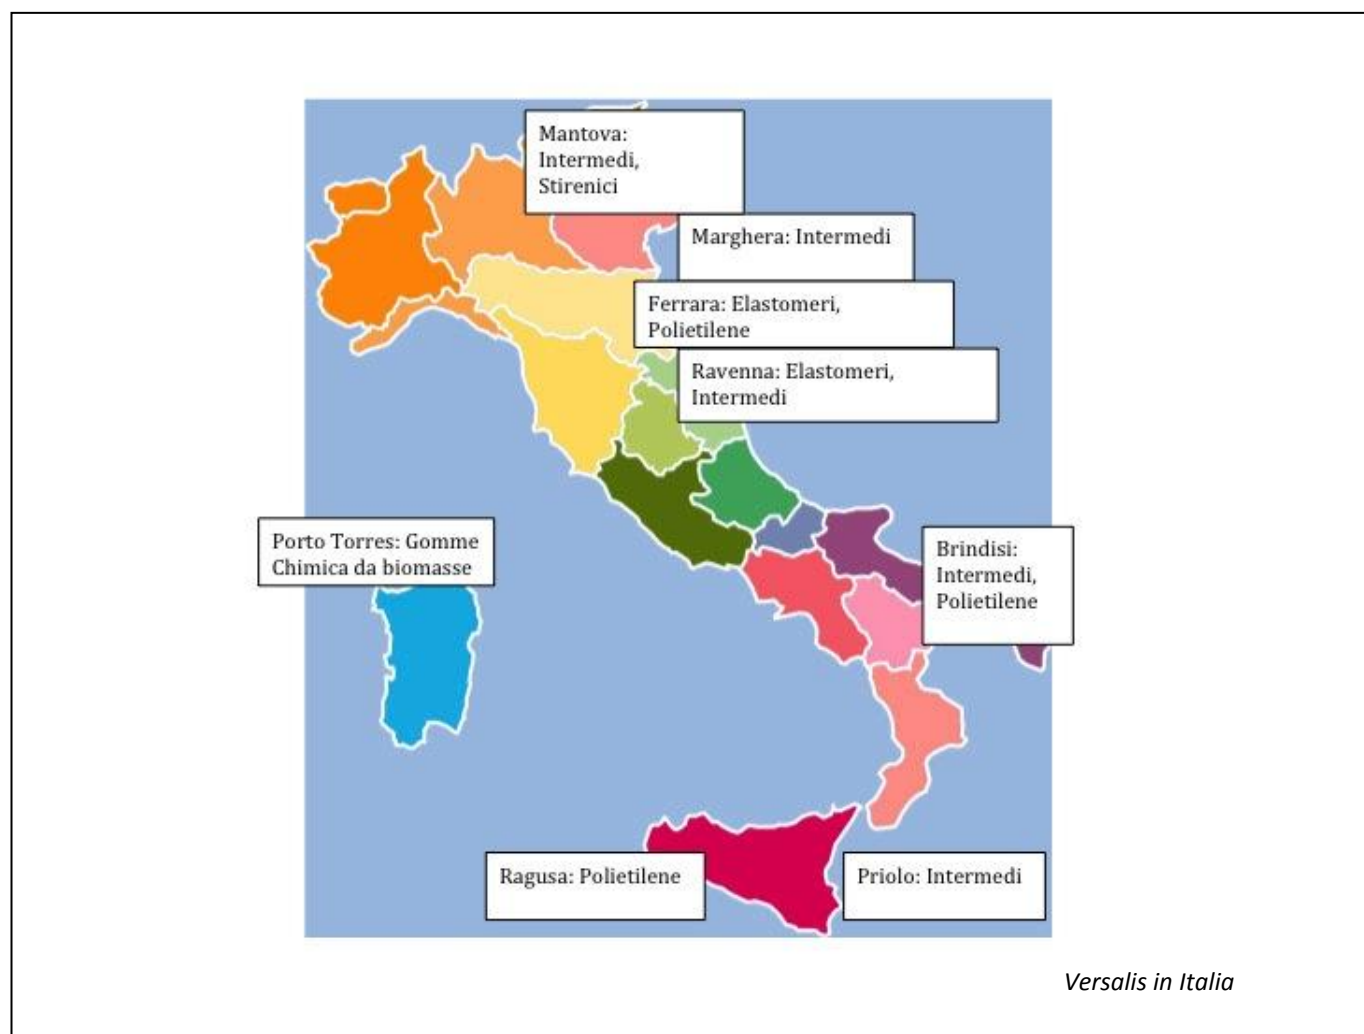 Mantova:
Intermedi,
Stirenici
Marghera: Intermedi
Ferrara: Elastomeri,
Polietilene
Ravenna: Elastomeri,
Intermedi
Porto Torres: Gomme
Chimica da biomasse
Brindisi:
Intermedi,
Polietilene
Ragusa: Polietilene
Priolo: Intermedi
Versalis in Italia